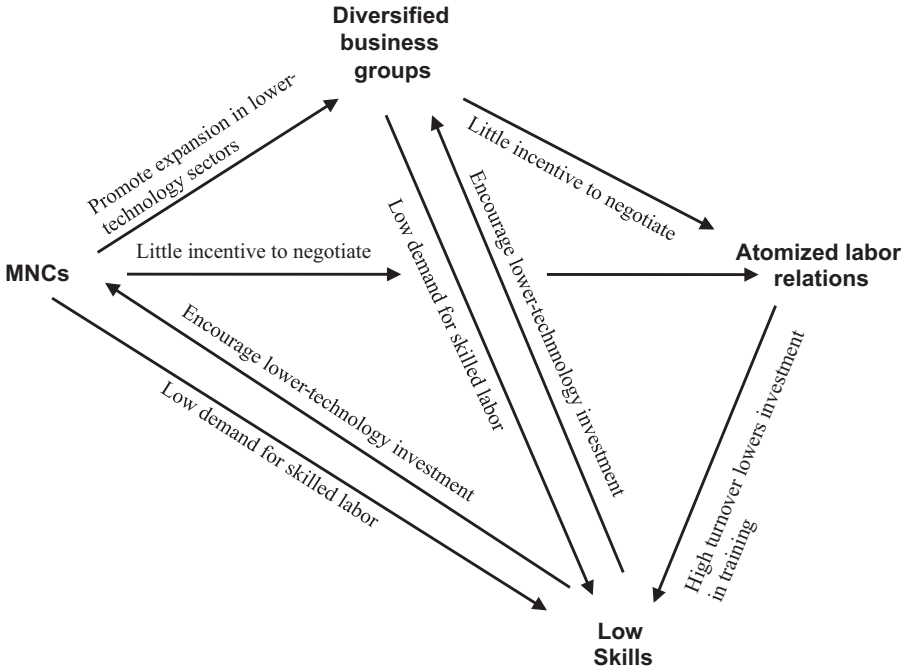 Diversified
business
groups
Promote expansion in lower-
technology sectors
Little incentive to negotiate
Little incentive to negotiate
MNCs
Atomized labor
relations
Encourage lower-technology investment
Low demand for skilled labor
Low demand for skilled labor
Encourage lower-technnology investment
High turnover lowers investment
in training
Low
Skills